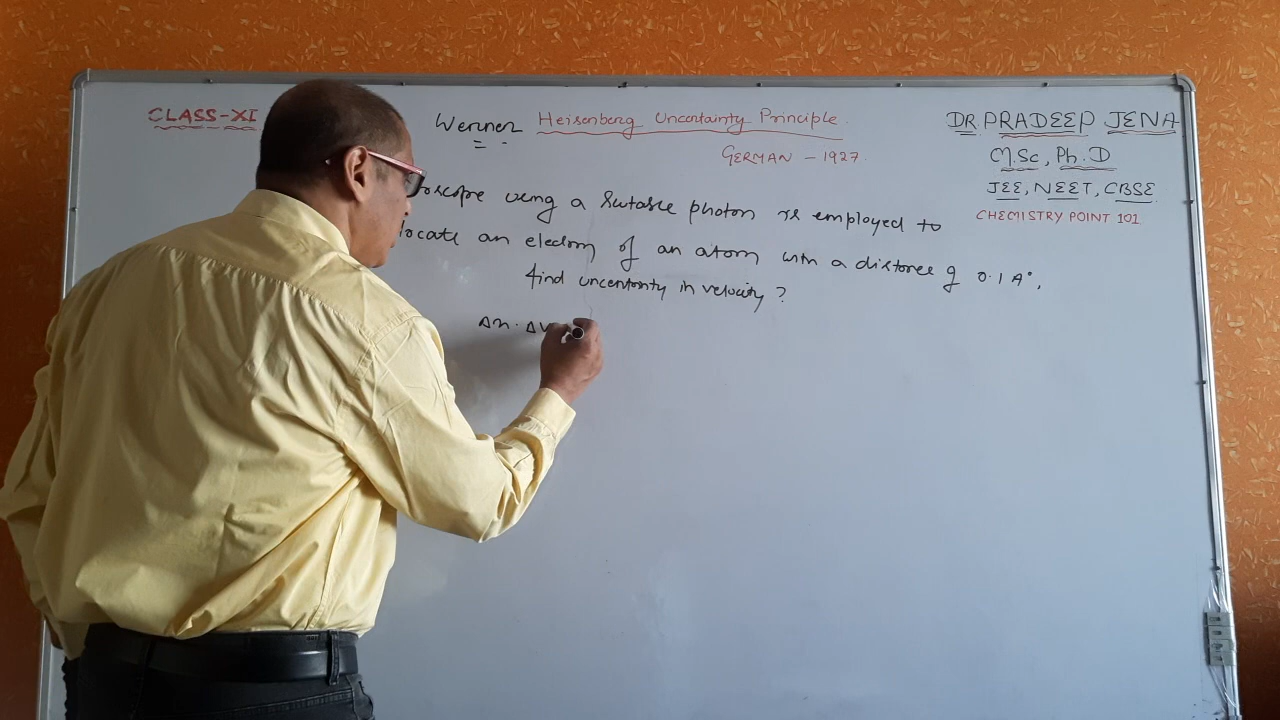 CLASS-XI
Werner Heisenberg Uncertainty Principle.
GERMAN - 1927.
DR PRADEEP JENA
M.Sc, Ph.D
JEE, NEET, CBSE
CHEMISTRY POINT 101
using a suitable photon is employed to
locate an electron of an atom with a distance of 0.1 A°,
find uncertainty in velocity ?
Δx. ΔV